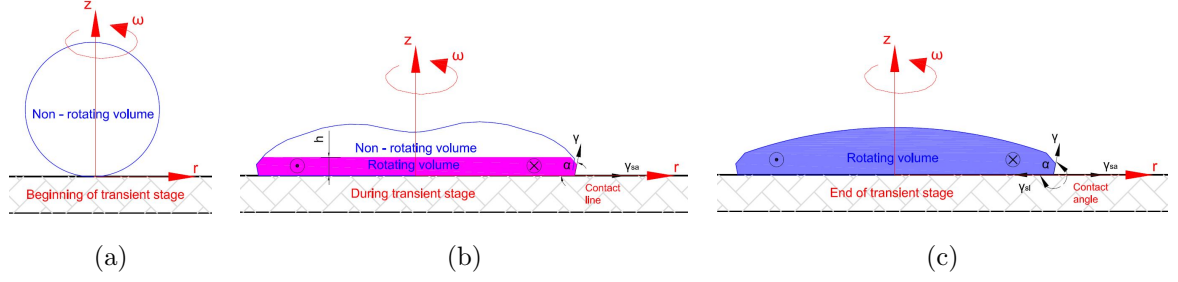 z
ω
Non - rotating volume
r
Beginning of transient stage
(a)
z
ω
h
Non - rotating volume
Rotating volume
α
γ
γsa
r
During transient stage
Contact
line
(b)
z
ω
Rotating volume
α
γ
γsa
r
γsl
End of transient stage
Contact
angle
(c)